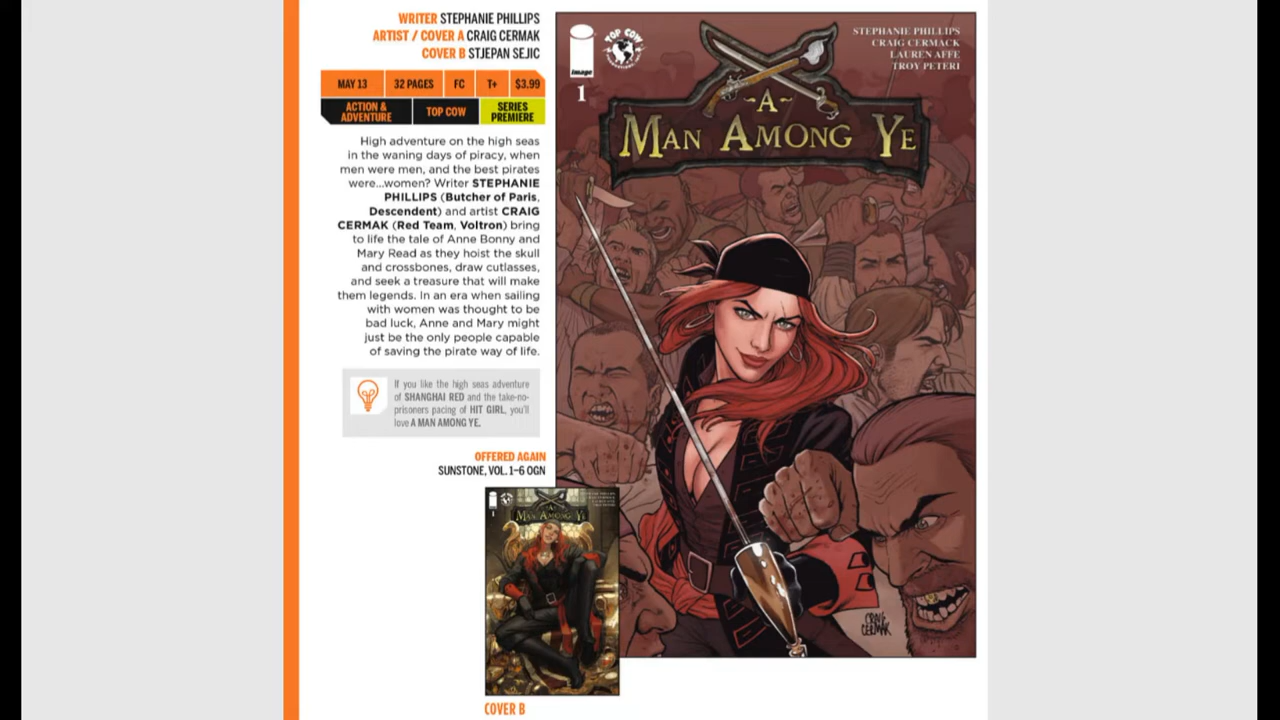 WRITER STEPHANIE PHILLIPS
ARTIST / COVER A CRAIG CERMAK
COVER B STJEPAN SEJIC
MAY 13
32 PAGES
FC
T+
$3.99
ACTION &
ADVENTURE
TOP COW
SERIES
PREMIERE
High adventure on the high seas
in the waning days of piracy, when
men were men, and the best pirates
were...women? Writer STEPHANIE
PHILLIPS (Butcher of Paris,
Descendent) and artist CRAIG
CERMAK (Red Team, Voltron) bring
to life the tale of Anne Bonny and
Mary Read as they hoist the skull
and crossbones, draw cutlasses,
and seek a treasure that will make
them legends. In an era when sailing
with women was thought to be
bad luck, Anne and Mary might
just be the only people capable
of saving the pirate way of life.
If you like the high seas adventure
of SHANGHAI RED and the take-no-
prisoners pacing of HIT GIRL, you'll
love A MAN AMONG YE.
OFFERED AGAIN
SUNSTONE, VOL. 1–6 OGN
A
MAN AMONG YE
1
COVER B
image
TOP COW
1
STEPHANIE PHILLIPS
CRAIG CERMACK
LAUREN AFFE
TROY PETERI
~A~
MAN AMONG YE
CRAIG
CERMAK